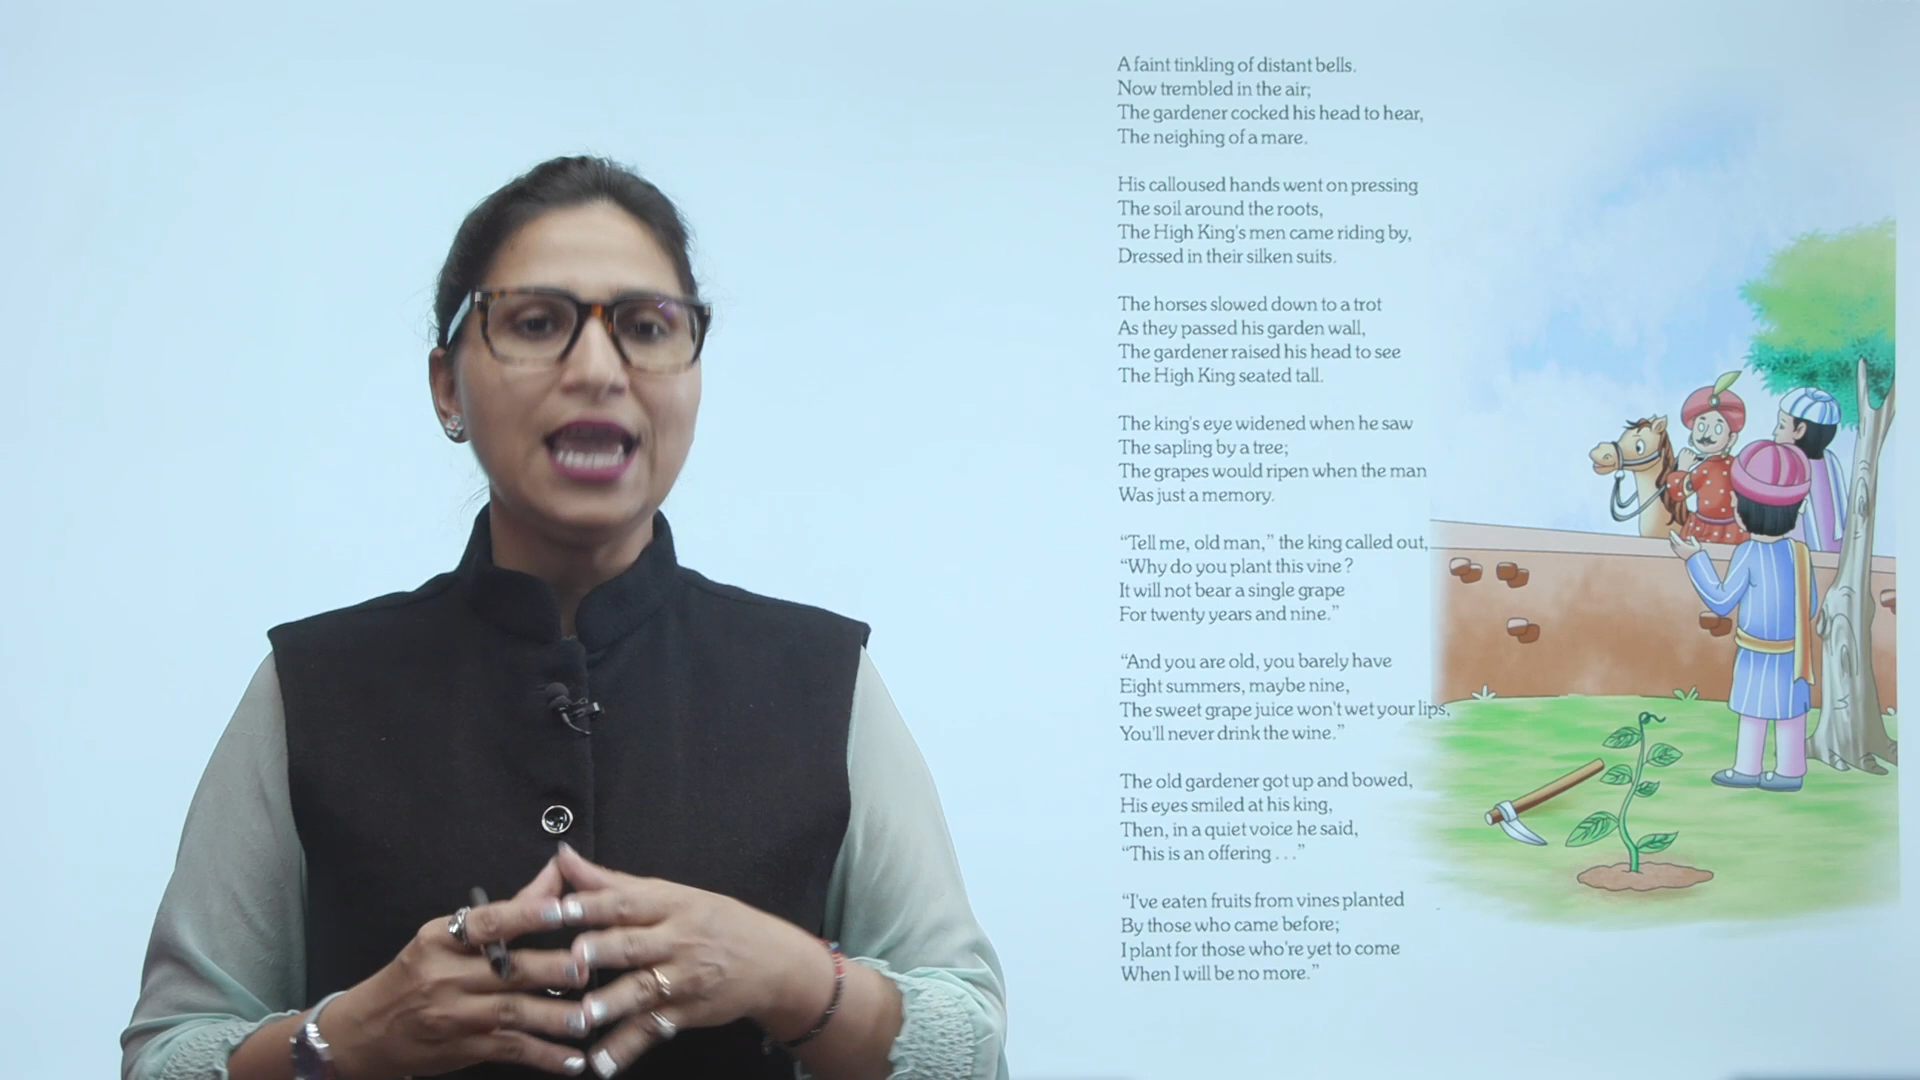 A faint tinkling of distant bells.
Now trembled in the air;
The gardener cocked his head to hear,
The neighing of a mare.
His calloused hands went on pressing
The soil around the roots,
The High King's men came riding by,
Dressed in their silken suits.
The horses slowed down to a trot
As they passed his garden wall,
The gardener raised his head to see
The High King seated tall.
The king's eye widened when he saw
The sapling by a tree;
The grapes would ripen when the man
Was just a memory.
“Tell me, old man,” the king called out,
“Why do you plant this vine?
It will not bear a single grape
For twenty years and nine.”
“And you are old, you barely have
Eight summers, maybe nine,
The sweet grape juice won't wet your lips,
You'll never drink the wine.”
The old gardener got up and bowed,
His eyes smiled at his king,
Then, in a quiet voice he said,
“This is an offering . . .”
“I've eaten fruits from vines planted
By those who came before;
I plant for those who're yet to come
When I will be no more.”